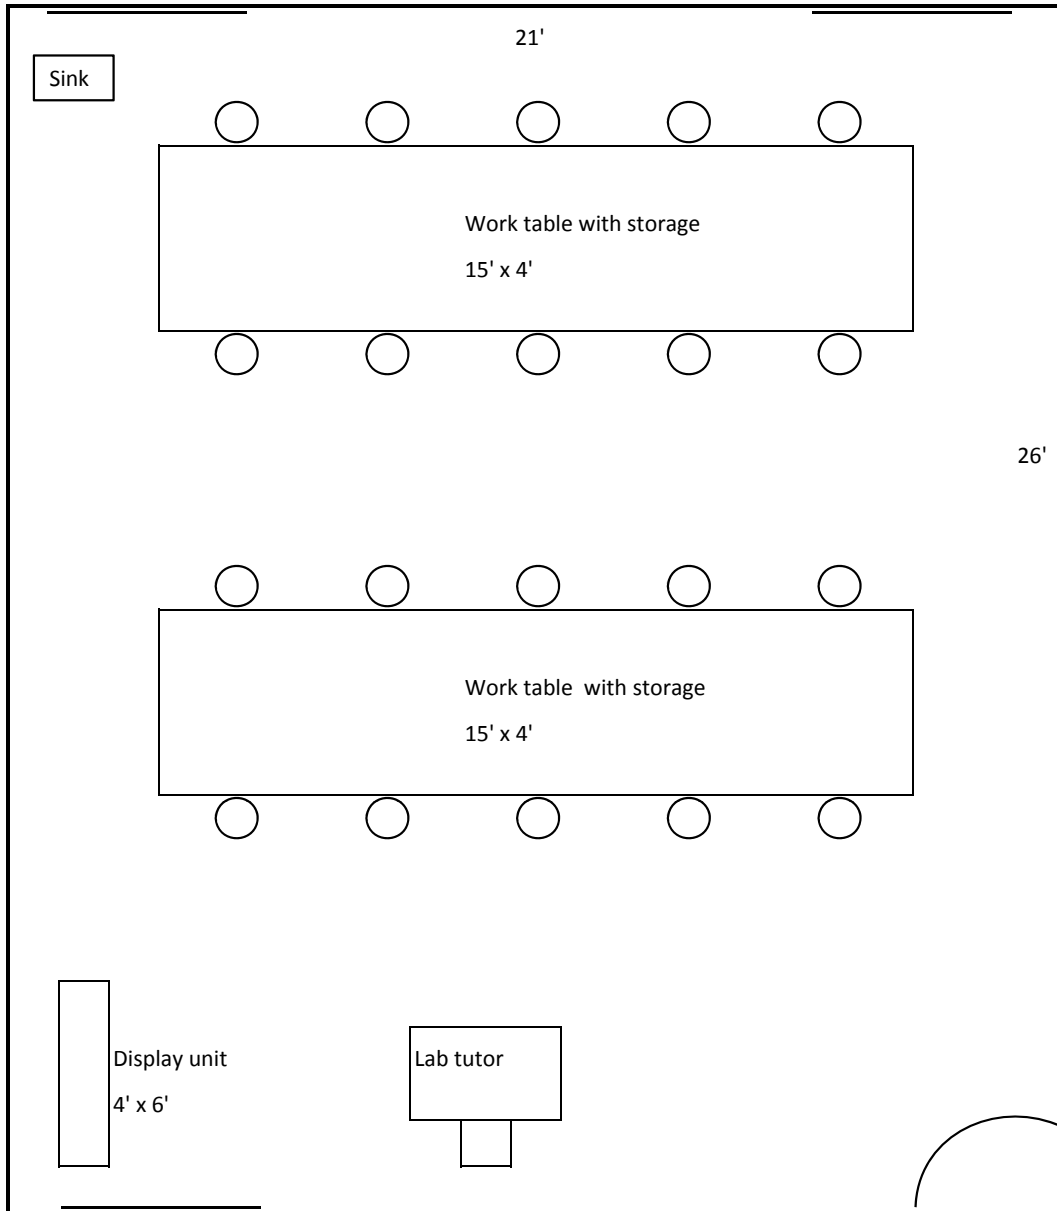 21'
Sink
Work table with storage
15' x 4'
26'
Work table  with storage
15' x 4'
Display unit
4' x 6'
Lab tutor